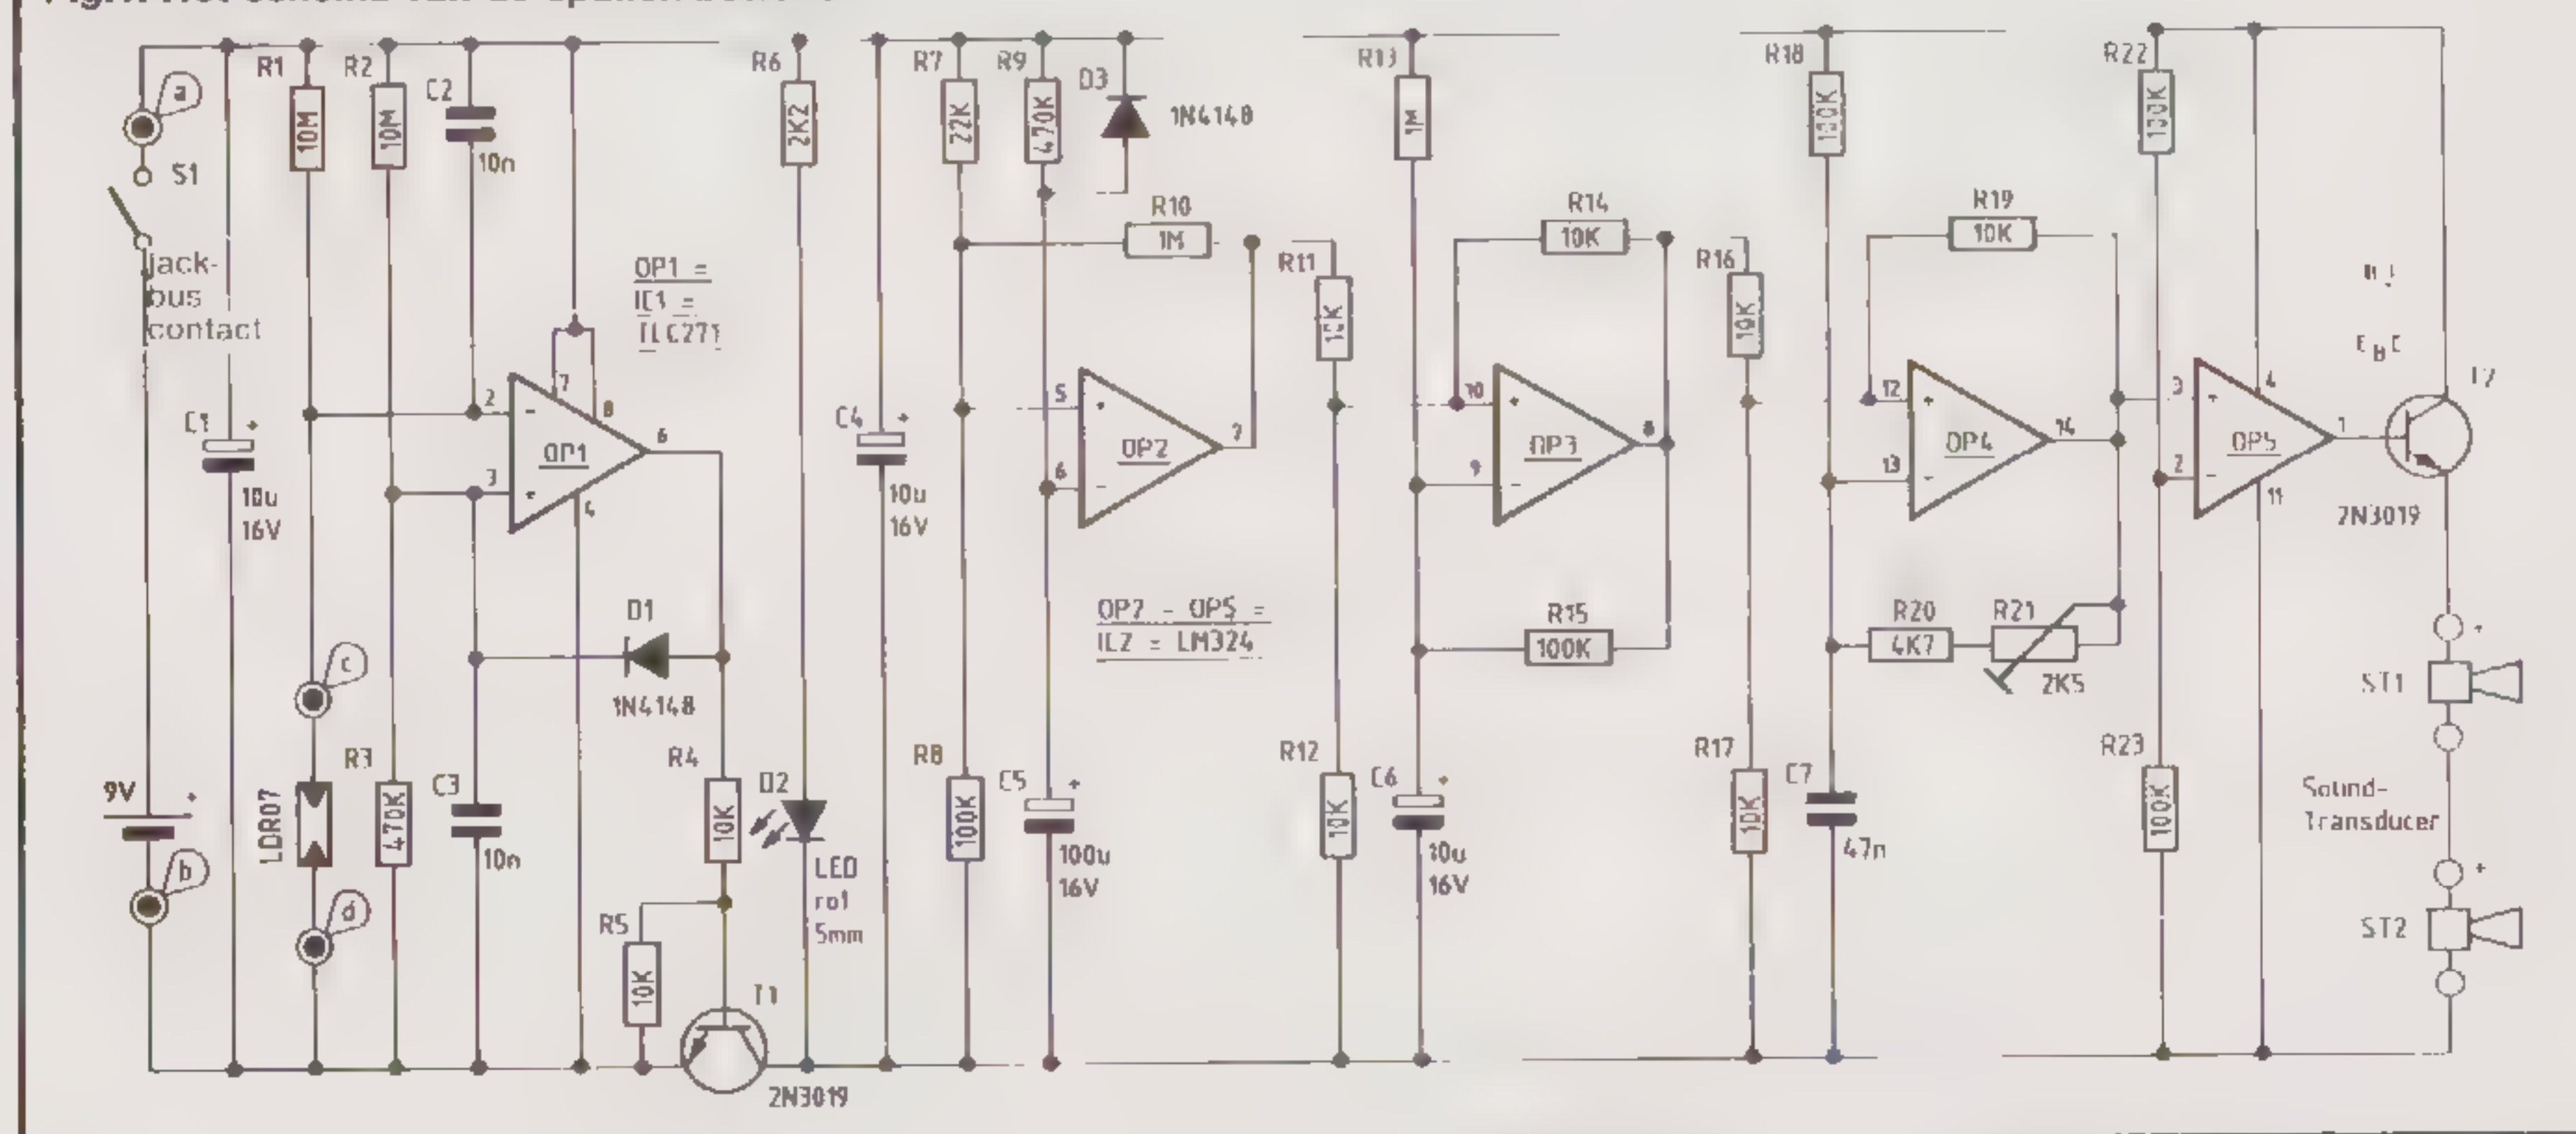 a
S1
jack-
bus
contact
9V
+
b
C1
+
10u
16V
R1
10M
R2
10M
C2
10n
c
LDR07
d
R3
470K
C3
10n
OP1 =
IC1 =
TLC271
2
-
7
8
OP1
6
3
+
4
D1
1N4148
R4
10K
R5
10K
T1
2N3019
R6
2K2
D2
LED
rot
5mm
C4
+
10u
16V
R7
22K
R9
470K
D3
1N4148
R10
1M
5
+
OP2
7
6
-
OP2 - OP5 =
IC2 = LM324
R8
100K
C5
+
100u
16V
R11
10K
R12
10K
R13
1M
R14
10K
10
+
OP3
8
9
-
R15
100K
C6
+
10u
16V
R16
10K
R17
10K
R18
100K
R19
10K
12
+
OP4
14
13
-
R20
4K7
R21
2K5
C7
47n
R22
100K
3
+
4
OP5
1
2
-
11
R23
100K
T2
2N3019
+
ST1
Sound-
Transducer
+
ST2